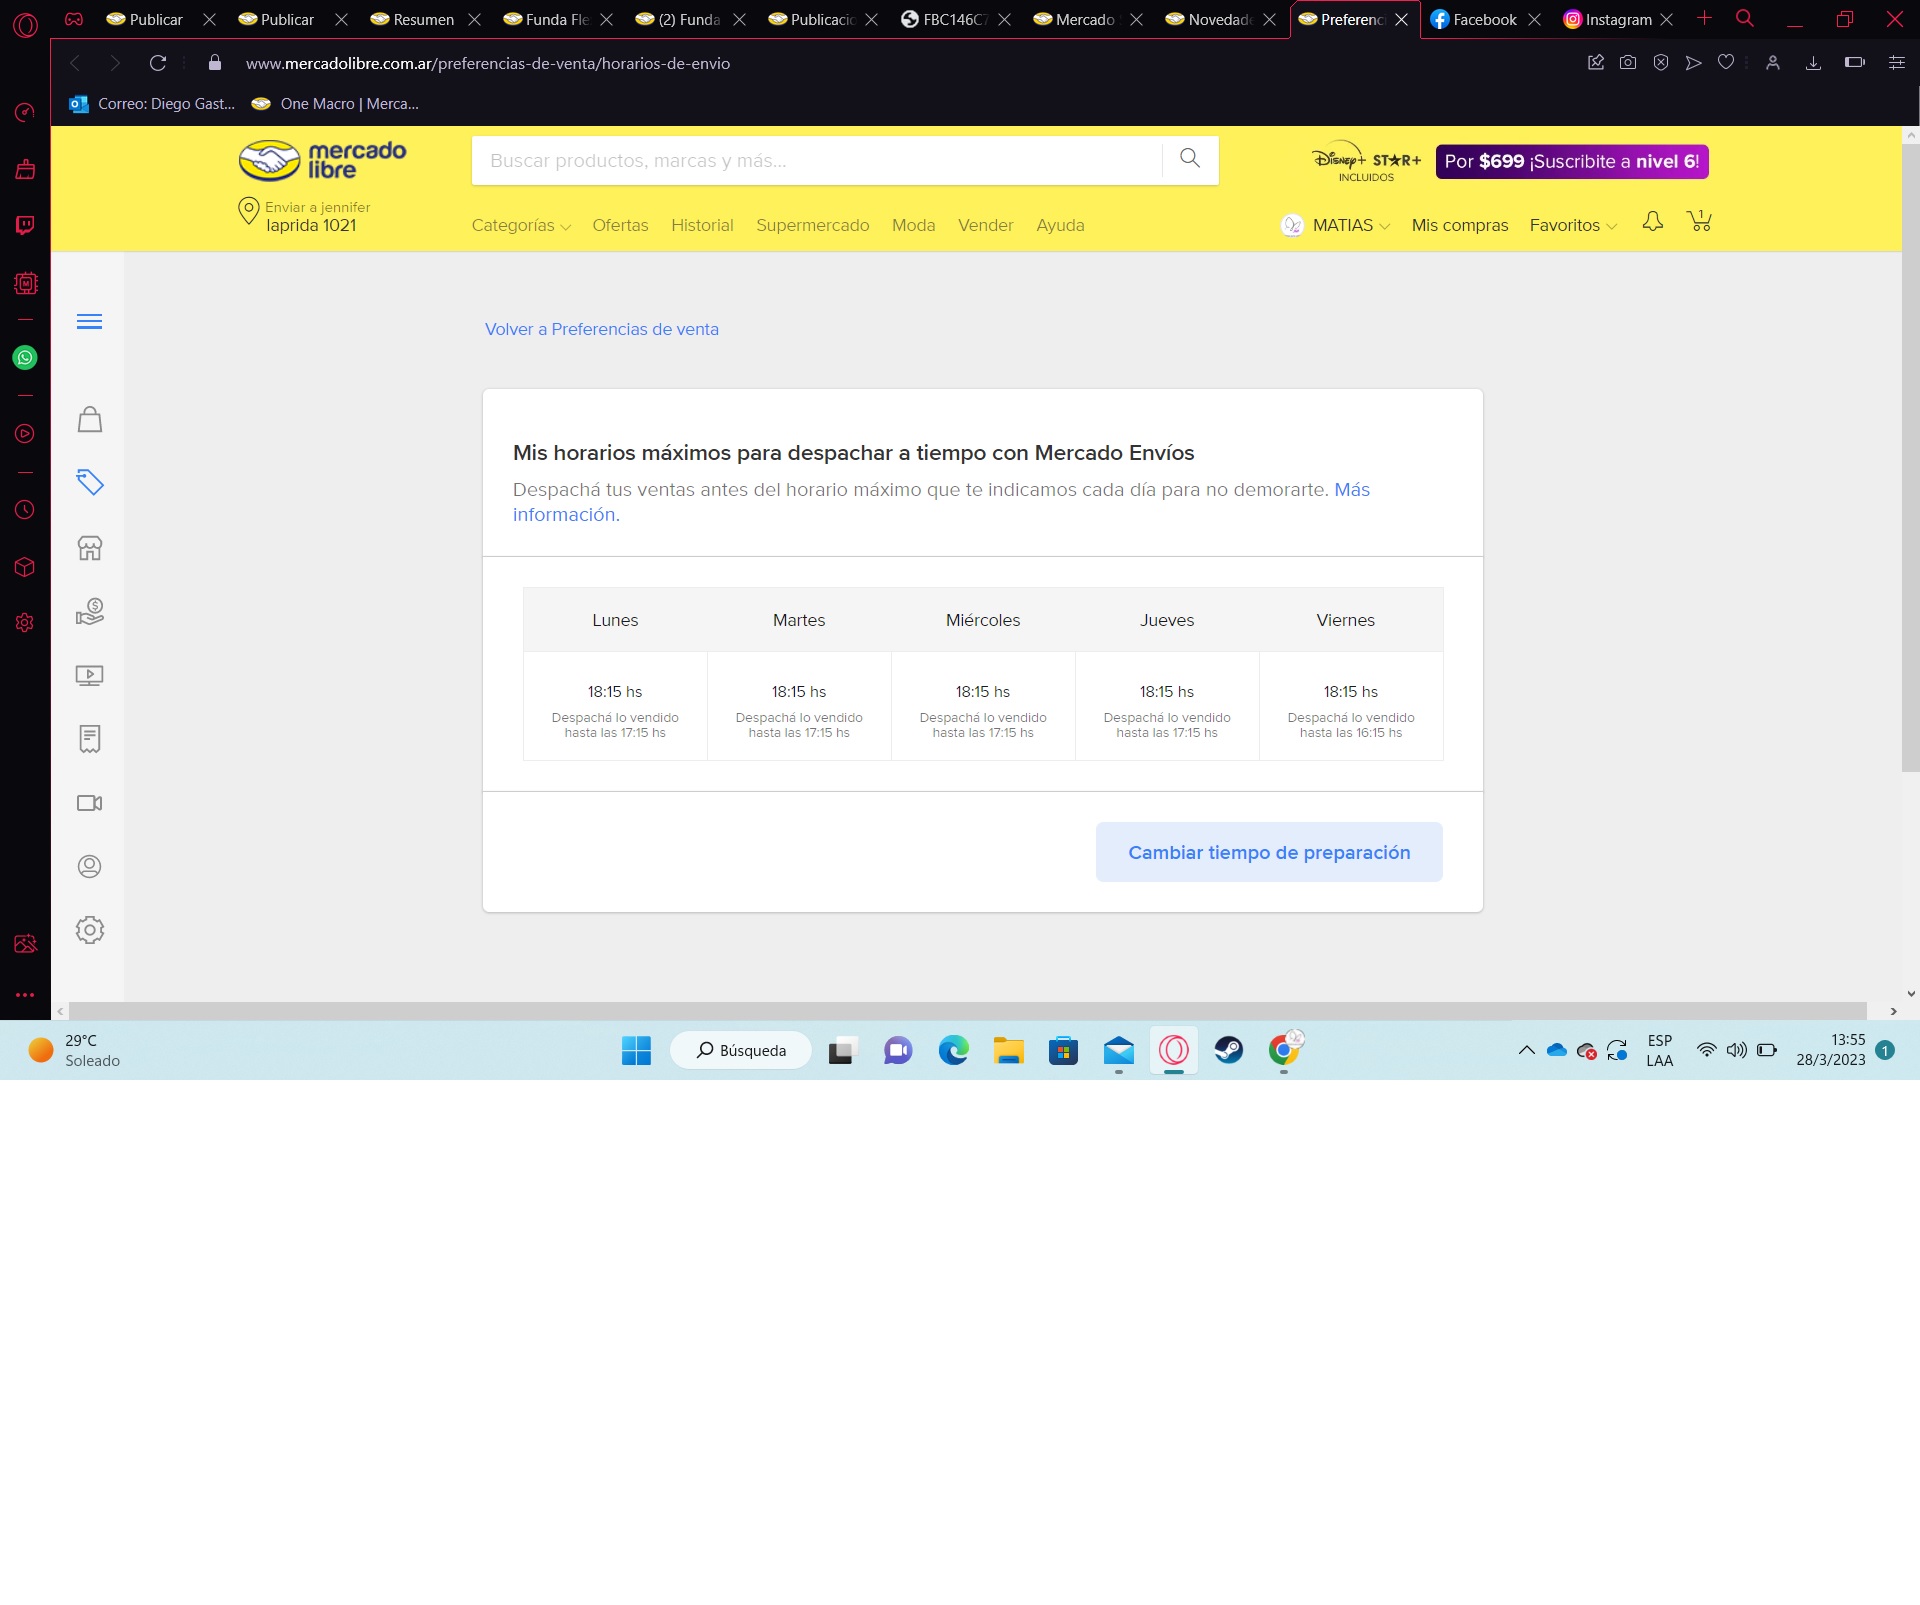 Publicar
Publicar
Resumen
Funda Fle
(2) Funda
Publicacio
FBC146C7
Mercado
Novedade
Preferenc
Facebook
Instagram
www.mercadolibre.com.ar/preferencias-de-venta/horarios-de-envio
Correo: Diego Gast...
One Macro | Merca...
mercado
libre
Buscar productos, marcas y más...
Disney+ STAR+
INCLUIDOS
Por $699 ¡Suscribite a nivel 6!
Enviar a jennifer
laprida 1021
Categorías
Ofertas
Historial
Supermercado
Moda
Vender
Ayuda
MATIAS
Mis compras
Favoritos
1
Volver a Preferencias de venta
Mis horarios máximos para despachar a tiempo con Mercado Envíos
Despachá tus ventas antes del horario máximo que te indicamos cada día para no demorarte. Más
información.
Lunes
Martes
Miércoles
Jueves
Viernes
18:15 hs
Despachá lo vendido
hasta las 17:15 hs
18:15 hs
Despachá lo vendido
hasta las 17:15 hs
18:15 hs
Despachá lo vendido
hasta las 17:15 hs
18:15 hs
Despachá lo vendido
hasta las 17:15 hs
18:15 hs
Despachá lo vendido
hasta las 16:15 hs
Cambiar tiempo de preparación
29°C
Soleado
Búsqueda
ESP
LAA
13:55
28/3/2023
1